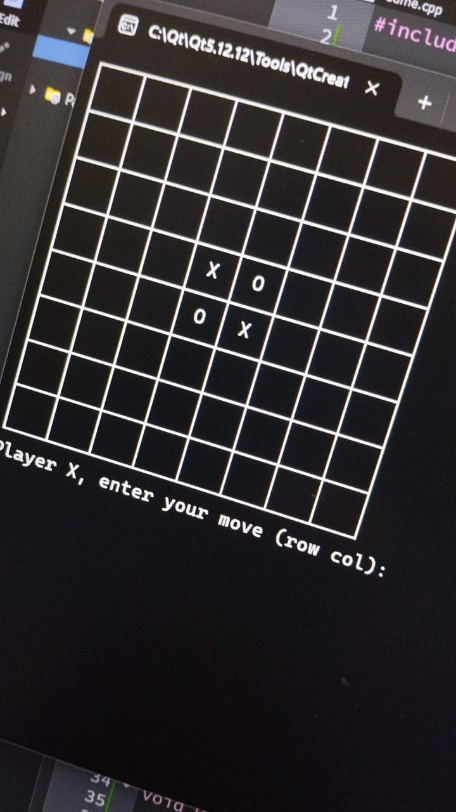 Edit
C:\Qt\Qt5.12.12\Tools\QtCreat
1
2
#includ
X O
O X
Player X, enter your move (row col):
34
35
void